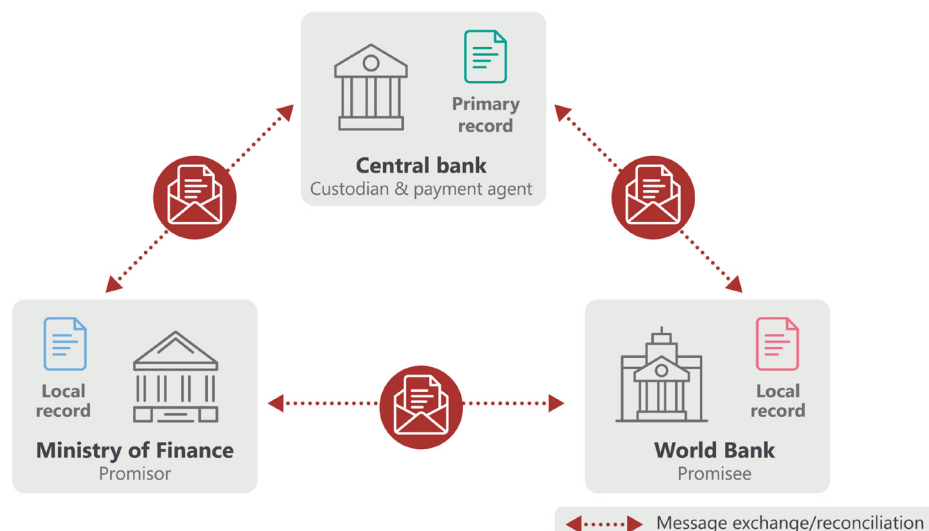 Primary
record
Central bank
Custodian & payment agent
Local
record
Ministry of Finance
Promisor
Local
record
World Bank
Promisee
Message exchange/reconciliation